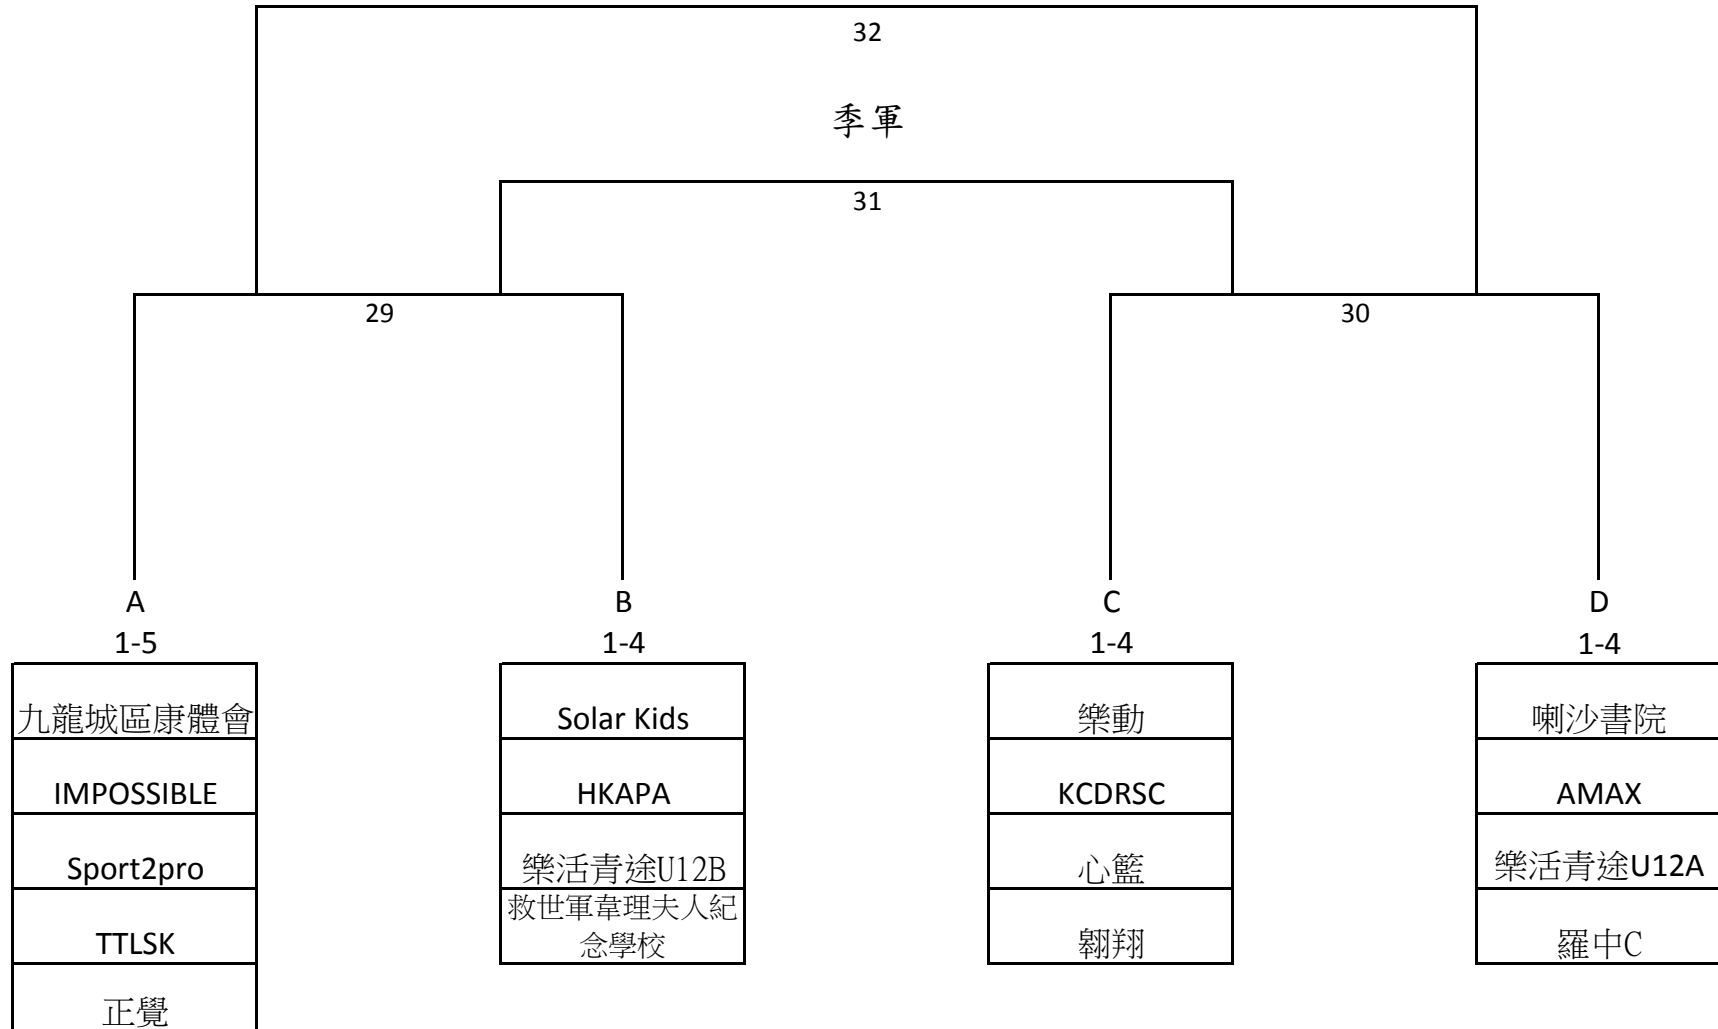 32
季軍
31
29
30
A
B
C
D
1-5
1-4
1-4
1-4
九龍城區康體會
Solar Kids
樂動
喇沙書院
IMPOSSIBLE
HKAPA
KCDRSC
AMAX
Sport2pro
樂活青途U12B
心籃
樂活青途U12A
TTLSK
救世軍韋理夫人紀
念學校
翱翔
羅中C
正覺